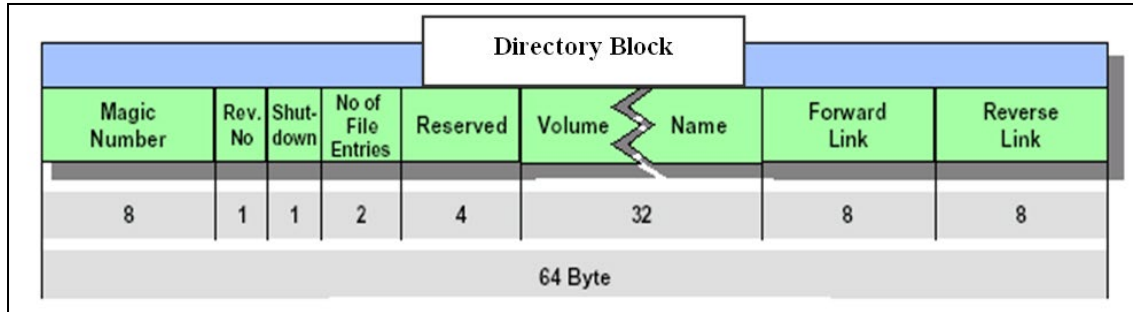 Directory Block
Magic
Number
Rev.
No
Shut-
down
No of
File
Entries
Reserved
Volume
Name
Forward
Link
Reverse
Link
8 1 1 2 4 32 8 8
64 Byte